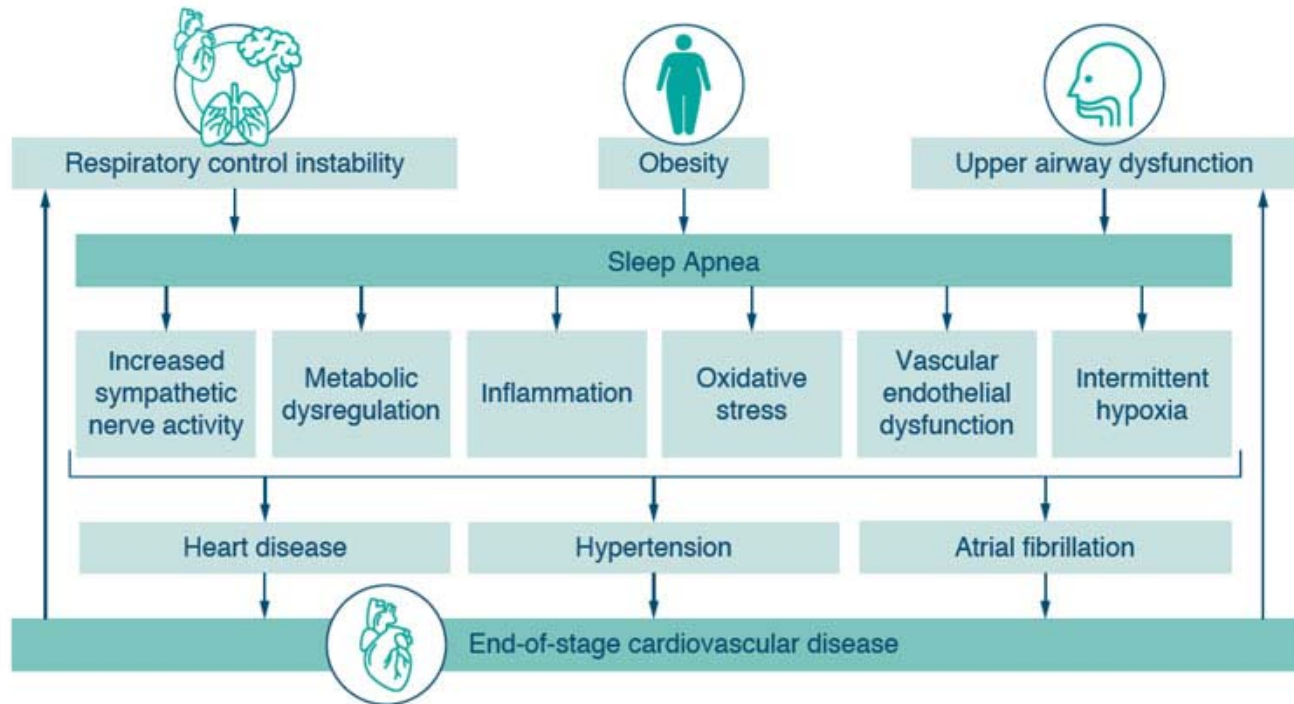 Respiratory control instability
Obesity
Upper airway dysfunction
Sleep Apnea
Increased
sympathetic
nerve activity
Metabolic
dysregulation
Inflammation
Oxidative
stress
Vascular
endothelial
dysfunction
Intermittent
hypoxia
Heart disease
Hypertension
Atrial fibrillation
End-of-stage cardiovascular disease